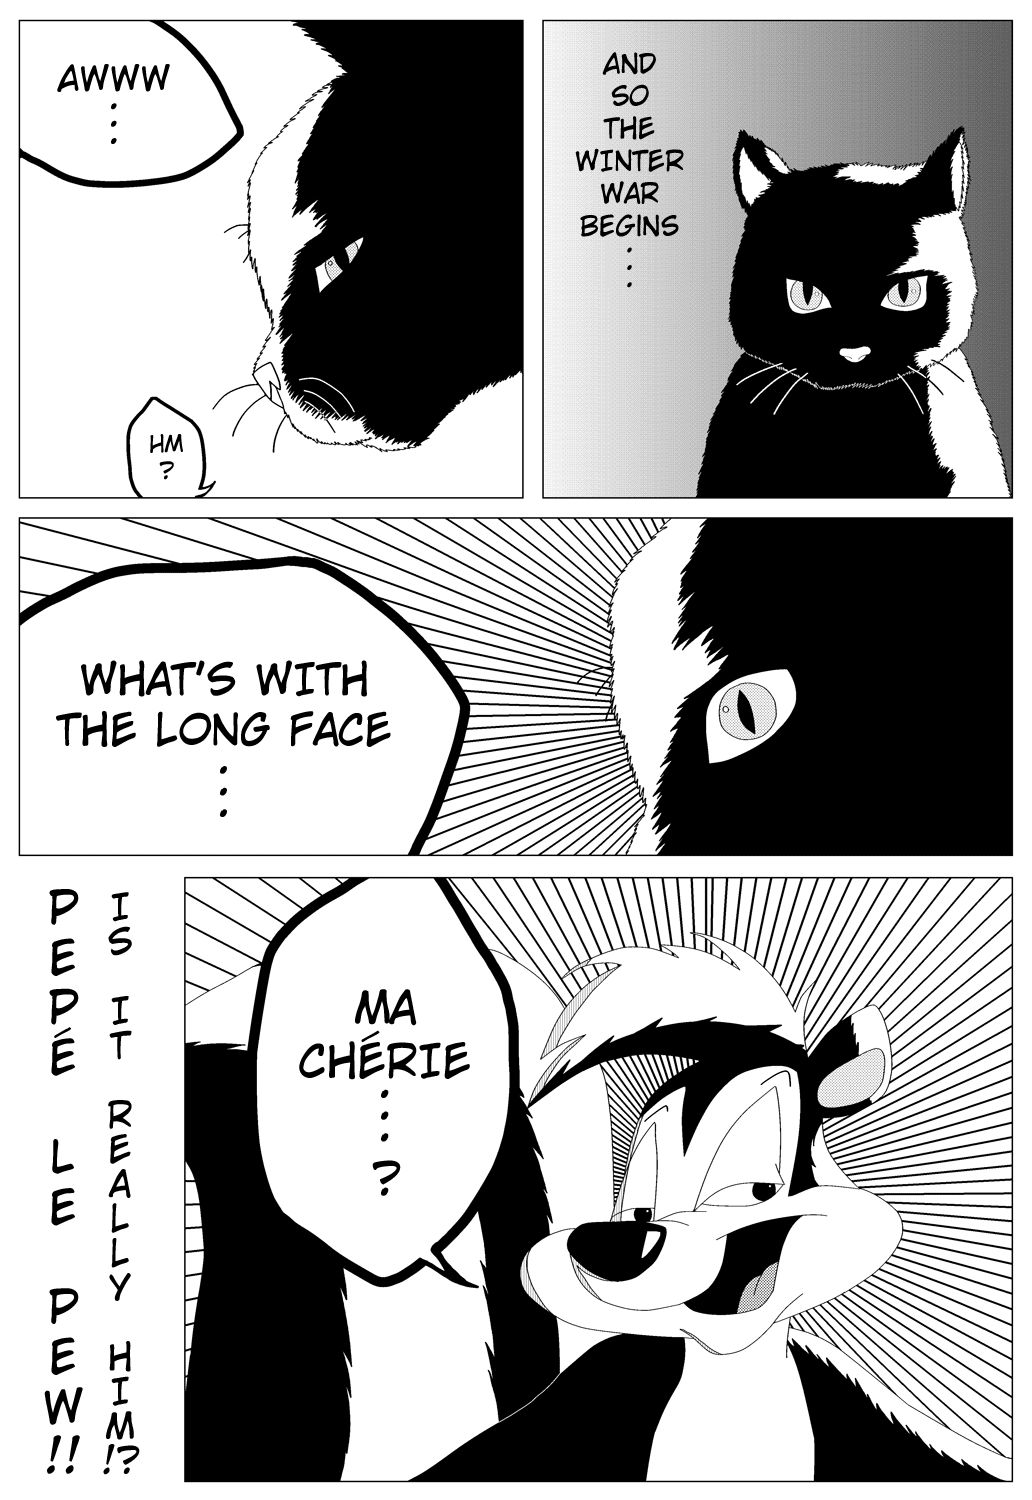 AND
SO
THE
WINTER
WAR
BEGINS
...
AWWW
...
HM
?
WHAT'S WITH
THE LONG FACE
...
MA
CHÉRIE
...
?
IS IT REALLY HIM!?
PEPÉ LE PEW!!